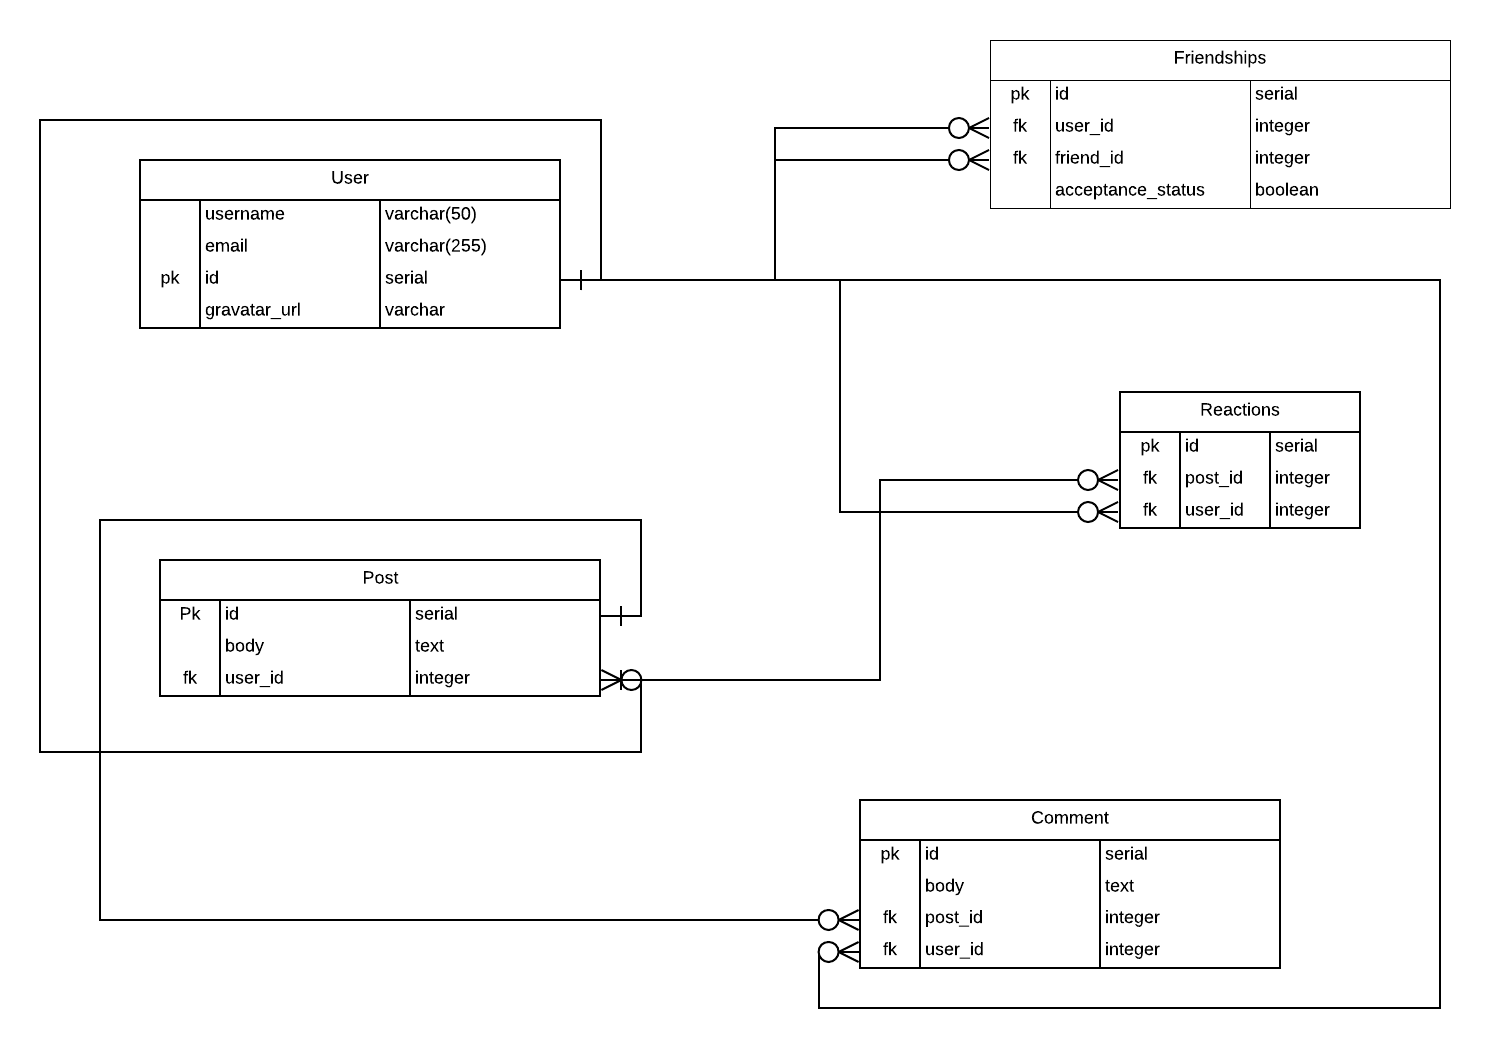 Friendships
pk id serial
fk user_id integer
fk friend_id integer
acceptance_status boolean
User
username varchar(50)
email varchar(255)
pk id serial
gravatar_url varchar
Reactions
pk id serial
fk post_id integer
fk user_id integer
Post
Pk id serial
body text
fk user_id integer
Comment
pk id serial
body text
fk post_id integer
fk user_id integer